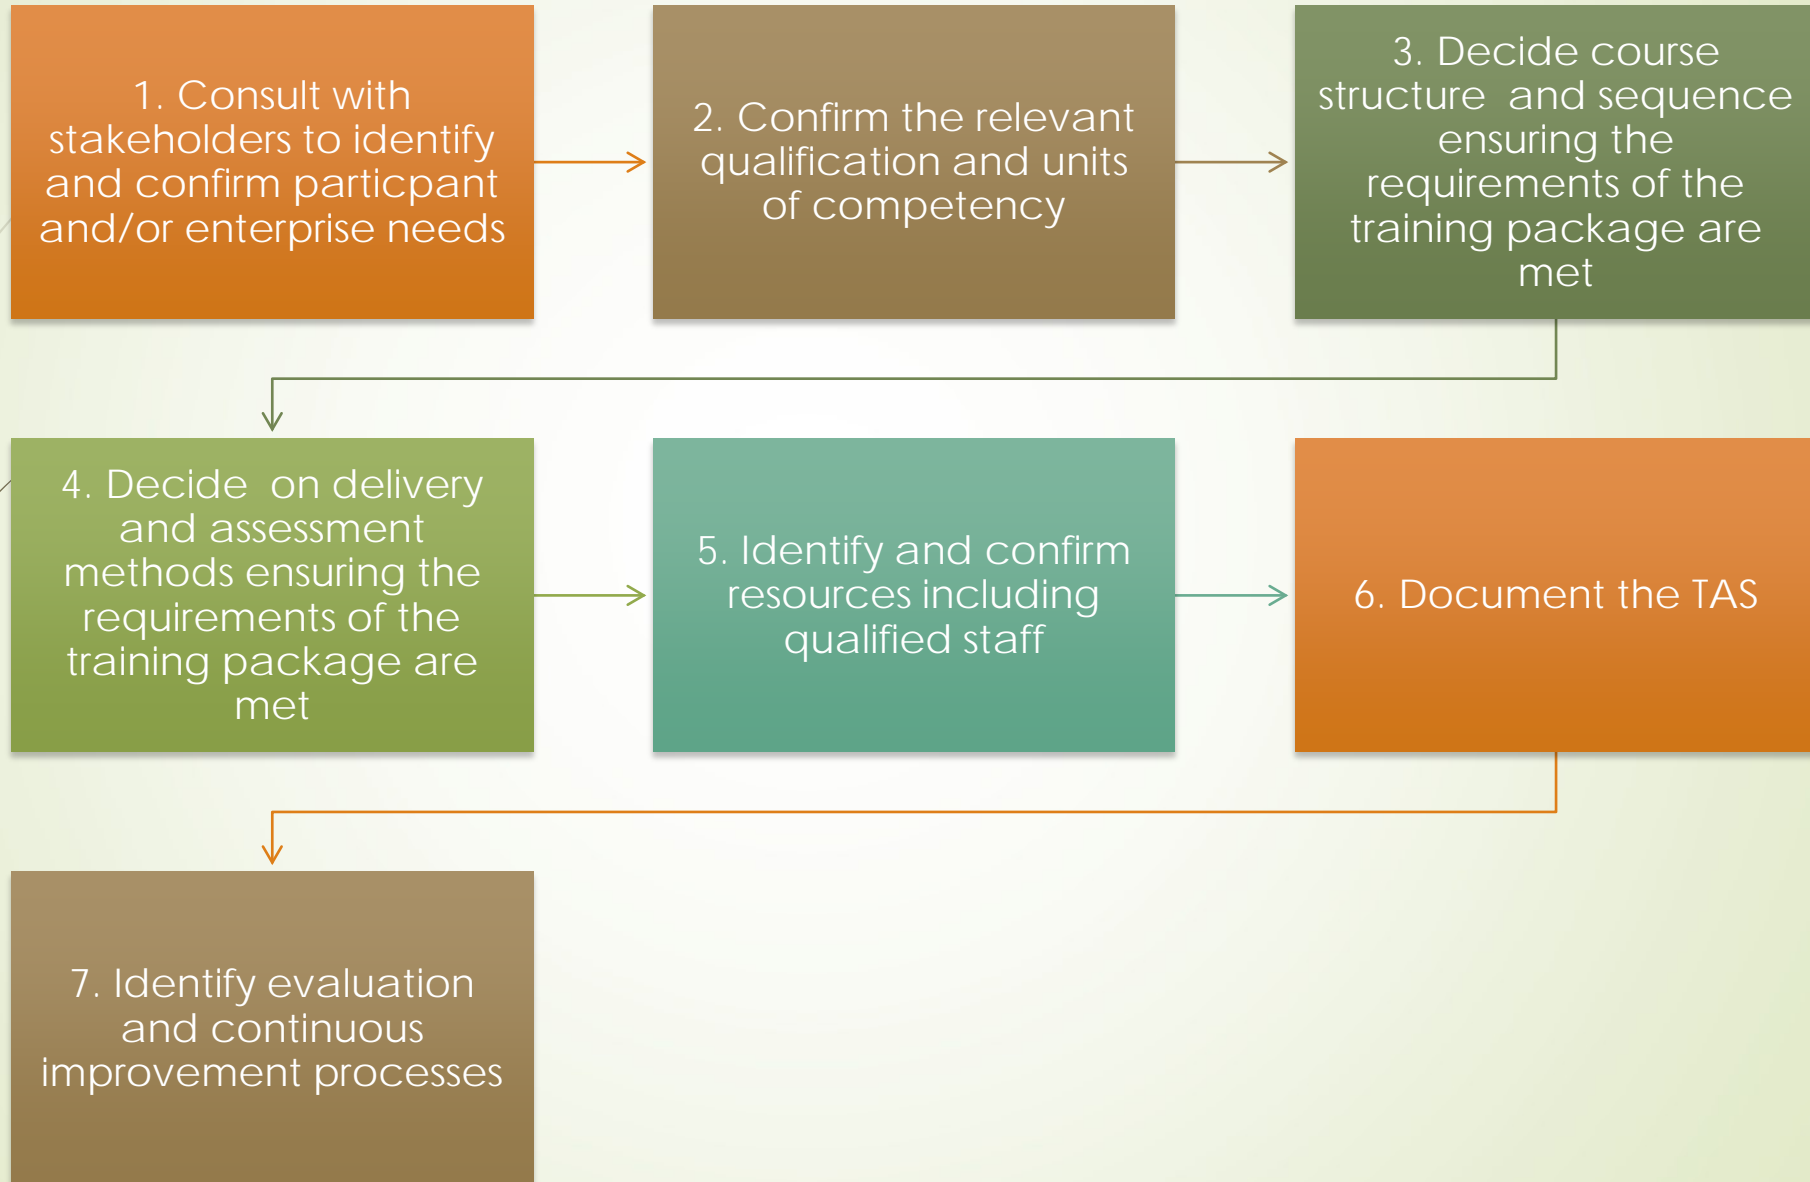 1. Consult with
stakeholders to identify
and confirm particpant
and/or enterprise needs
2. Confirm the relevant
qualification and units
of competency
3. Decide course
structure  and sequence
ensuring the
requirements of the
training package are
met
4. Decide  on delivery
and assessment
methods ensuring the
requirements of the
training package are
met
5. Identify and confirm
resources including
qualified staff
6. Document the TAS
7. Identify evaluation
and continuous
improvement processes